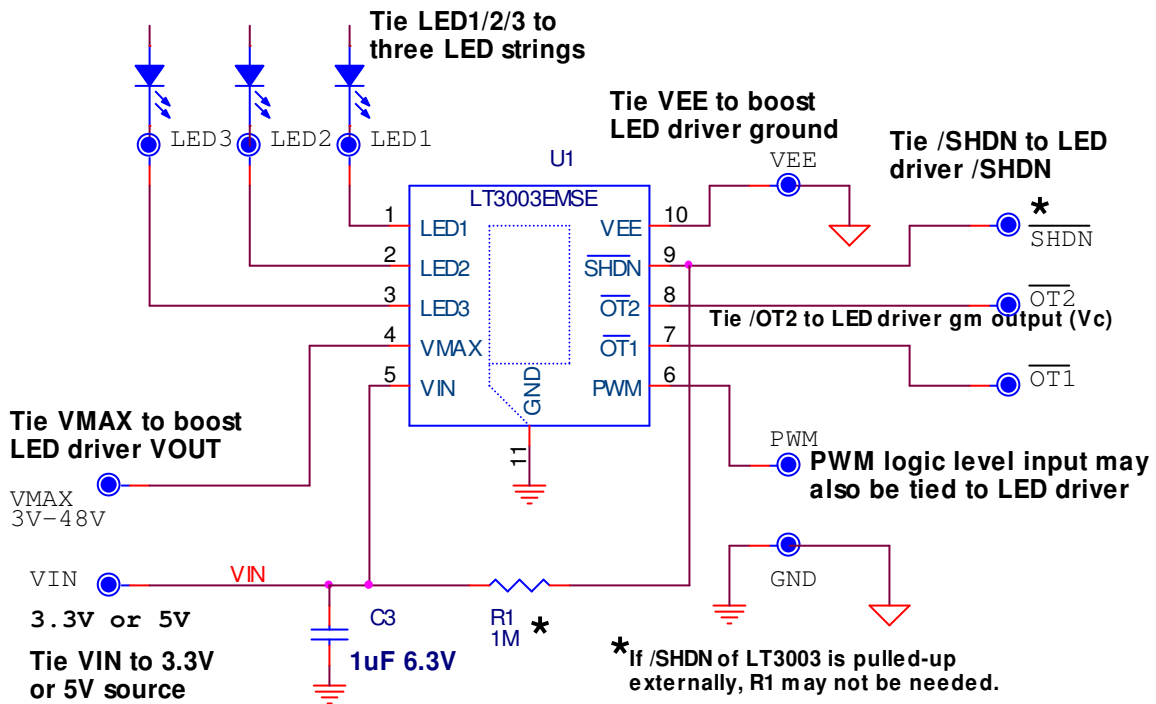 Tie LED1/2/3 to
three LED strings
LED3
LED2
LED1
Tie VEE to boost
LED driver ground
VEE
Tie /SHDN to LED
driver /SHDN
*
SHDN
U1
LT3003EMSE
1
LED1
2
LED2
3
LED3
4
VMAX
5
VIN
10
VEE
9
SHDN
8
OT2
7
OT1
6
PWM
GND
11
OT2
Tie /OT2 to LED driver gm output (Vc)
OT1
Tie VMAX to boost
LED driver VOUT
VMAX
3V-48V
PWM
PWM logic level input may
also be tied to LED driver
GND
VIN
VIN
3.3V or 5V
Tie VIN to 3.3V
or 5V source
C3
1uF 6.3V
R1
1M *
*If /SHDN of LT3003 is pulled-up
externally, R1 may not be needed.